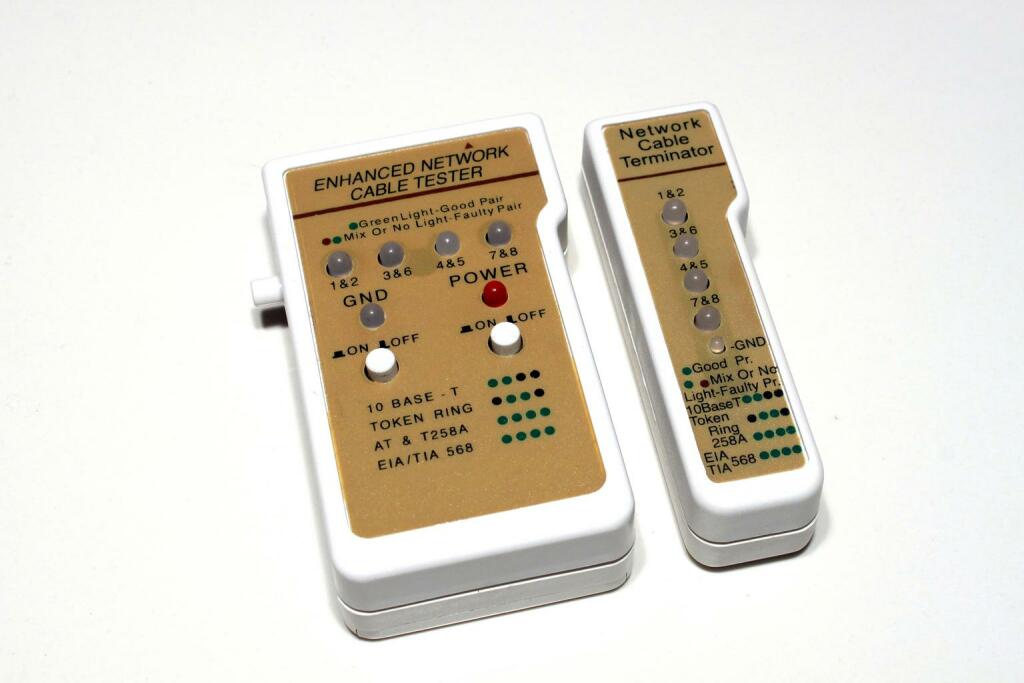 ENHANCED NETWORK
CABLE TESTER
Green Light-Good Pair
Mix Or No Light-Faulty Pair
1&2
3&6
4&5
7&8
GND
POWER
ON
OFF
ON
OFF
10 BASE - T
TOKEN RING
AT & T258A
EIA/TIA 568
Network
Cable
Terminator
1&2
3&6
4&5
7&8
-GND
Good Pr.
Mix Or No
Light-Faulty Pr.
10BaseT
Token
Ring
258A
EIA
TIA 568